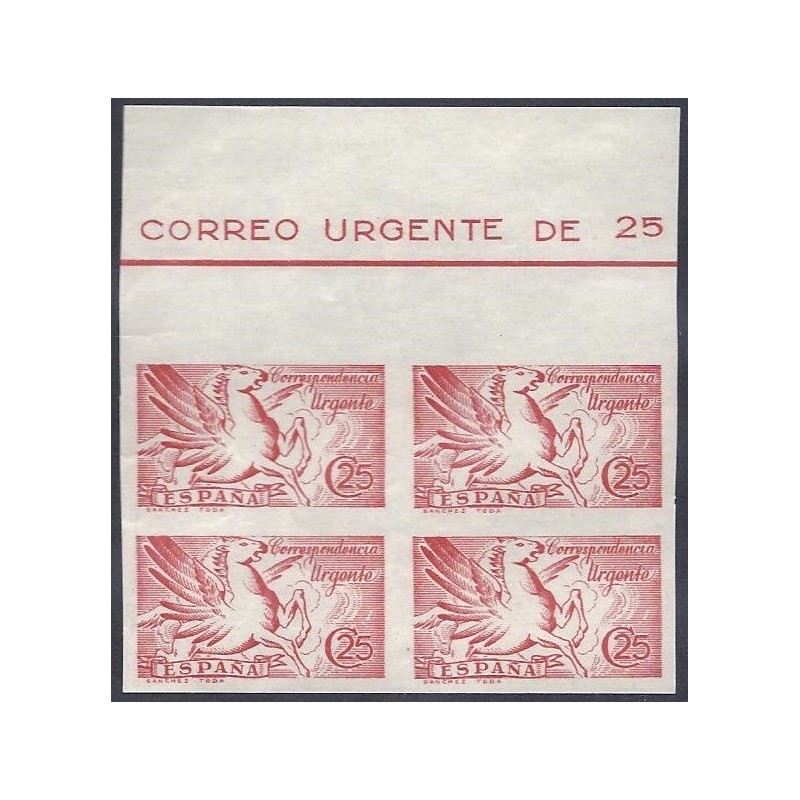 CORREO URGENTE DE 25
Correspondencia
Urgente
C25
ESPAÑA
SANCHEZ TODA
Correspondencia
Urgente
C25
ESPAÑA
SANCHEZ TODA
Correspondencia
Urgente
C25
ESPAÑA
SANCHEZ TODA
Correspondencia
Urgente
C25
ESPAÑA
SANCHEZ TODA